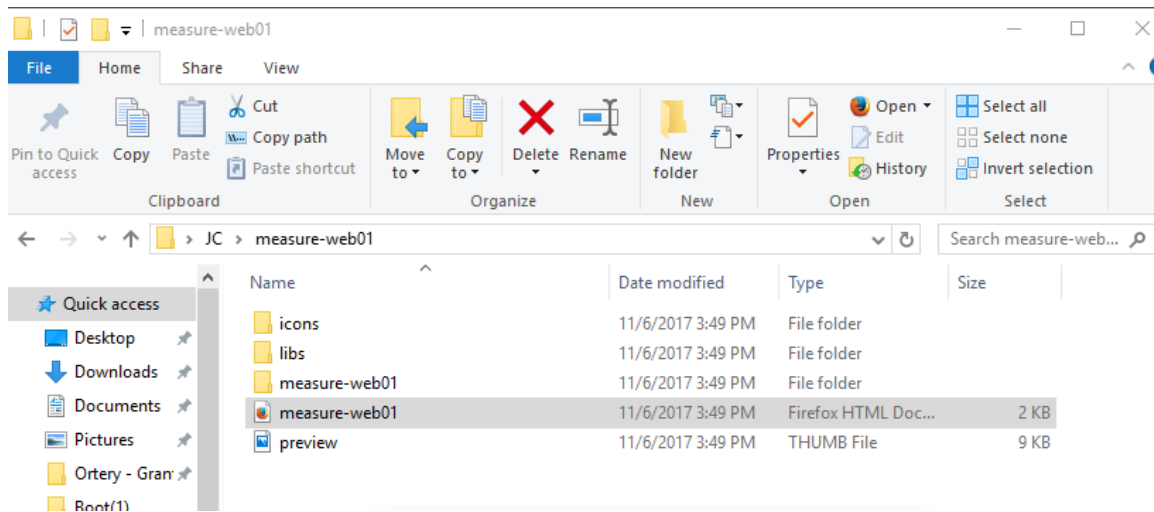 measure-web01
File Home Share View
Pin to Quick access
Copy
Paste
Cut
Copy path
Paste shortcut
Clipboard
Move to
Copy to
Delete
Rename
Organize
New folder
New
Properties
Open
Edit
History
Open
Select all
Select none
Invert selection
Select
JC > measure-web01
Search measure-web...
Quick access
Desktop
Downloads
Documents
Pictures
Ortery - Gran
Boot(1)
Name Date modified Type Size
icons 11/6/2017 3:49 PM File folder
libs 11/6/2017 3:49 PM File folder
measure-web01 11/6/2017 3:49 PM File folder
measure-web01 11/6/2017 3:49 PM Firefox HTML Doc... 2 KB
preview 11/6/2017 3:49 PM THUMB File 9 KB